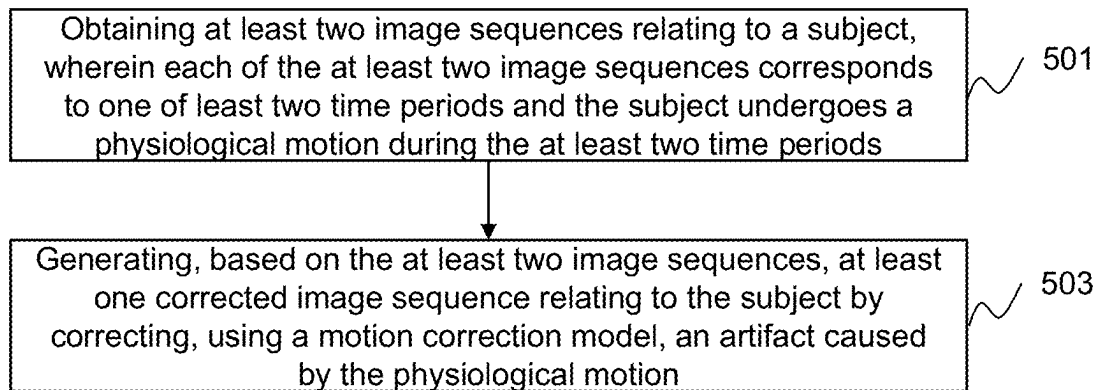 Obtaining at least two image sequences relating to a subject,
wherein each of the at least two image sequences corresponds
to one of least two time periods and the subject undergoes a
physiological motion during the at least two time periods
501
Generating, based on the at least two image sequences, at least
one corrected image sequence relating to the subject by
correcting, using a motion correction model, an artifact caused
by the physiological motion
503